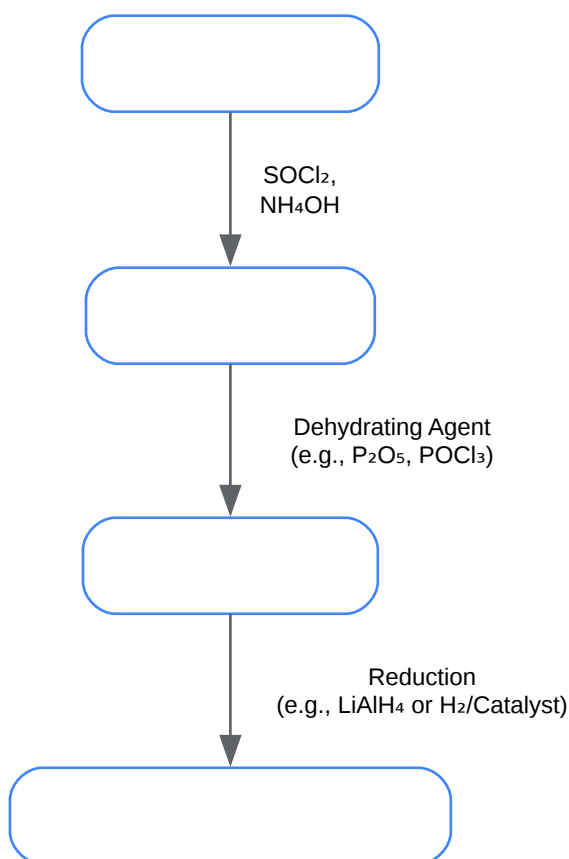 SOCl₂,
NH₄OH
Dehydrating Agent
(e.g., P₂O₅, POCl₃)
Reduction
(e.g., LiAlH₄ or H₂/Catalyst)